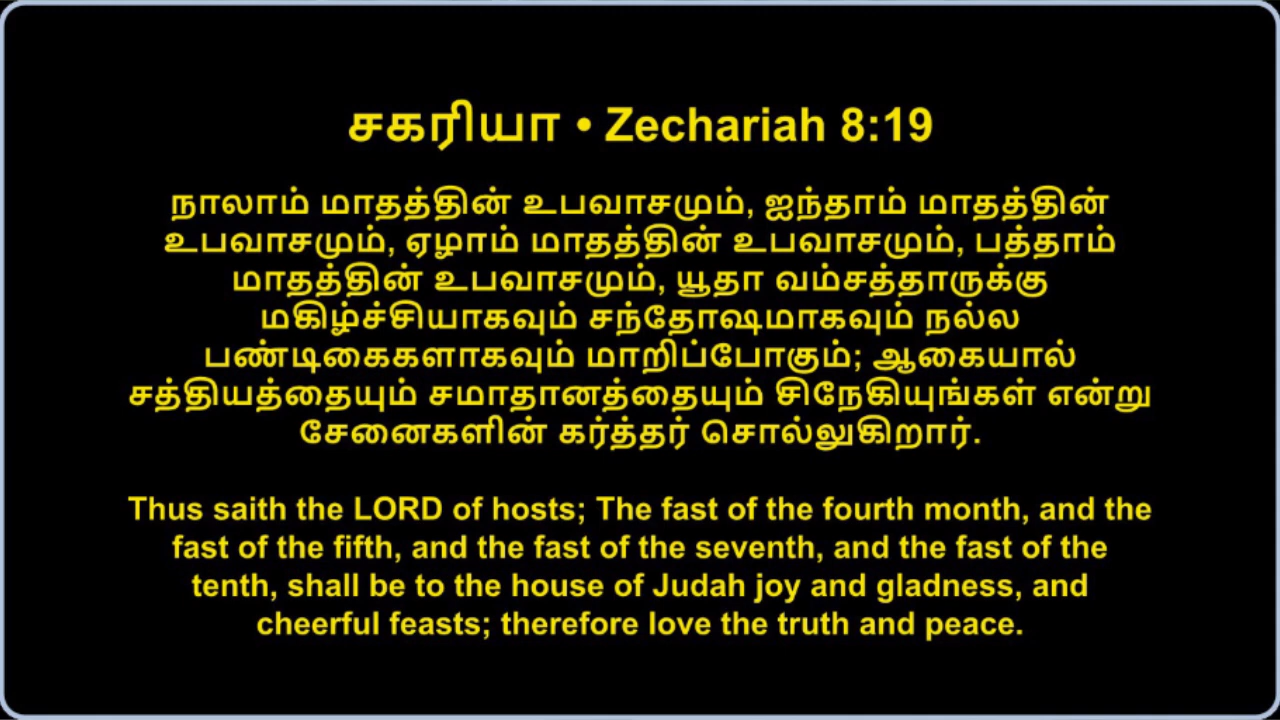 சகரியா • Zechariah 8:19
நாலாம் மாதத்தின் உபவாசமும், ஐந்தாம் மாதத்தின்
உபவாசமும், ஏழாம் மாதத்தின் உபவாசமும், பத்தாம்
மாதத்தின் உபவாசமும், யூதா வம்சத்தாருக்கு
மகிழ்ச்சியாகவும் சந்தோஷமாகவும் நல்ல
பண்டிகைகளாகவும் மாறிப்போகும்; ஆகையால்
சத்தியத்தையும் சமாதானத்தையும் சிநேகியுங்கள் என்று
சேனைகளின் கர்த்தர் சொல்லுகிறார்.
Thus saith the LORD of hosts; The fast of the fourth month, and the
fast of the fifth, and the fast of the seventh, and the fast of the
tenth, shall be to the house of Judah joy and gladness, and
cheerful feasts; therefore love the truth and peace.